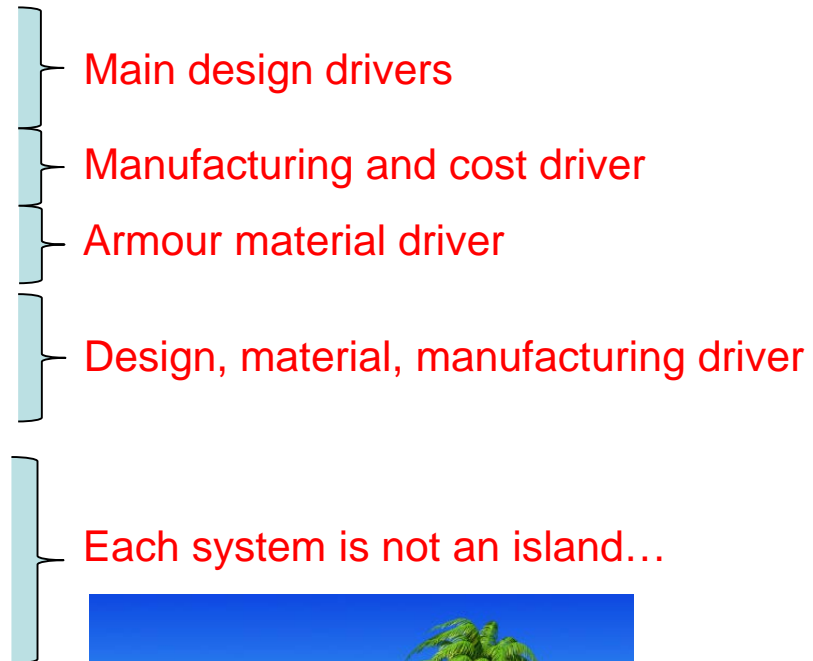 Main design drivers
Manufacturing and cost driver
Armour material driver
Design, material, manufacturing driver
Each system is not an island…